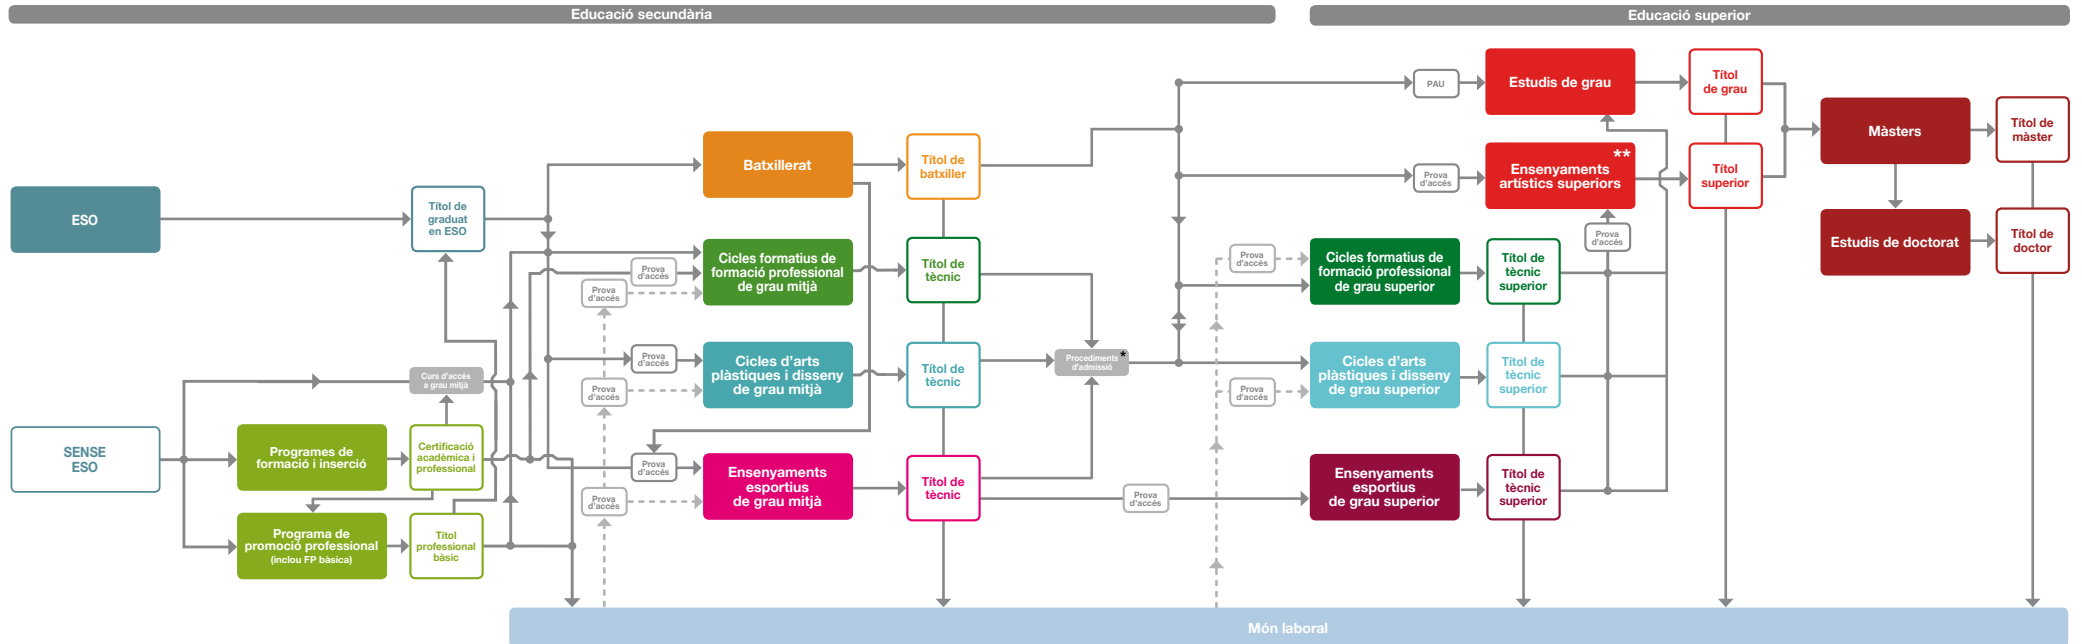 Educació secundària
Educació superior
PAU
Estudis de grau
Títol
de grau
Màsters
Títol de
màster
Batxillerat
Títol de
batxiller
Prova
d'accés
Ensenyaments
artístics superiors
**
Títol
superior
ESO
Títol de
graduat
en ESO
Prova
d'accés
Estudis de doctorat
Títol de
doctor
Prova
d'accés
Cicles formatius de
formació professional
de grau mitjà
Títol de
tècnic
Prova
d'accés
Cicles formatius de
formació professional
de grau superior
Títol de
tècnic
superior
Prova
d'accés
Prova
d'accés
Cicles d'arts
plàstiques i disseny
de grau mitjà
Títol de
tècnic
Procediments
d'admissió
*
Cicles d'arts
plàstiques i disseny
de grau superior
Títol de
tècnic
superior
Curs d'accés
a grau mitjà
Prova
d'accés
Prova
d'accés
SENSE
ESO
Programes de
formació i inserció
Certificació
acadèmica i
professional
Prova
d'accés
Ensenyaments
esportius
de grau mitjà
Títol de
tècnic
Prova
d'accés
Ensenyaments
esportius
de grau superior
Títol de
tècnic
superior
Prova
d'accés
Programa de
promoció professional
(inclou FP bàsica)
Títol
professional
bàsic
Món laboral